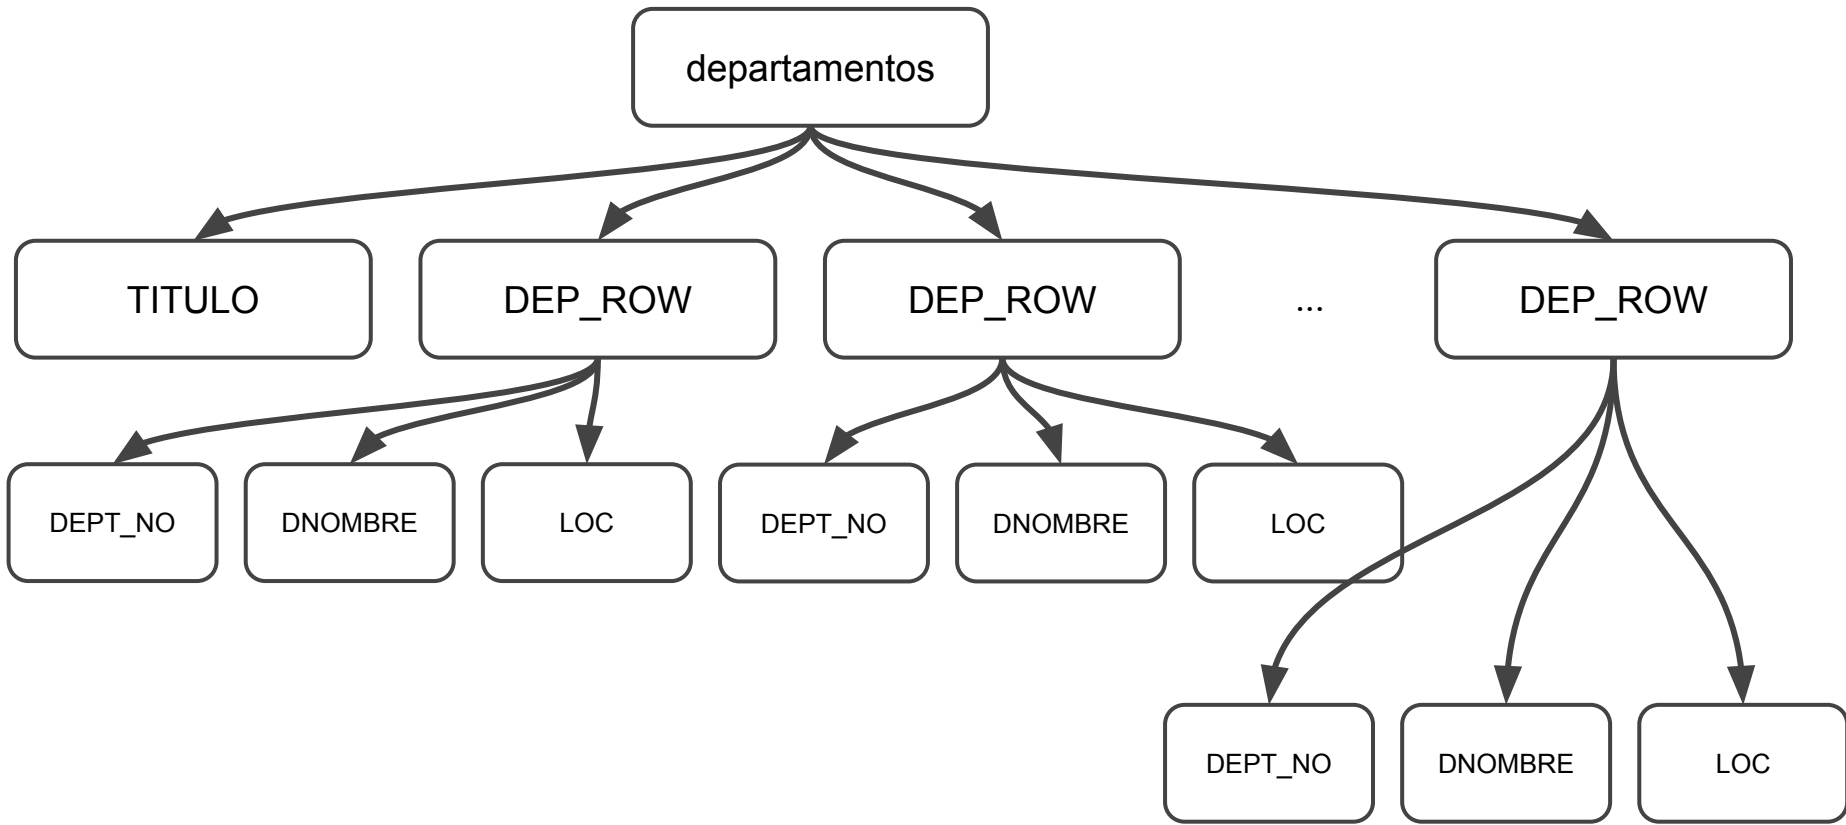 departamentos
TITULO
DEP_ROW
DEP_ROW
...
DEP_ROW
DEPT_NO
DNOMBRE
LOC
DEPT_NO
DNOMBRE
LOC
DEPT_NO
DNOMBRE
LOC